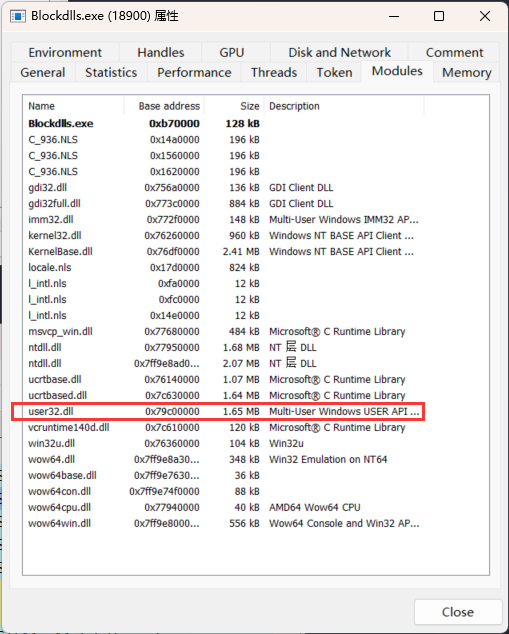 Blockdlls.exe (18900) 属性
Environment Handles GPU Disk and Network Comment
General Statistics Performance Threads Token Modules Memory
Name Base address Size Description
Blockdlls.exe 0xb70000 128 kB
C_936.NLS 0x14a0000 196 kB
C_936.NLS 0x1560000 196 kB
C_936.NLS 0x1620000 196 kB
gdi32.dll 0x756a0000 136 kB GDI Client DLL
gdi32full.dll 0x773c0000 884 kB GDI Client DLL
imm32.dll 0x772f0000 148 kB Multi-User Windows IMM32 AP...
kernel32.dll 0x76260000 960 kB Windows NT BASE API Client ...
KernelBase.dll 0x76df0000 2.41 MB Windows NT BASE API Client ...
locale.nls 0x17d0000 824 kB
l_intl.nls 0xfa0000 12 kB
l_intl.nls 0xfc0000 12 kB
l_intl.nls 0x14e0000 12 kB
msvcp_win.dll 0x77680000 484 kB Microsoft® C Runtime Library
ntdll.dll 0x77950000 1.68 MB NT 层 DLL
ntdll.dll 0x7ff9e8ad0... 2.07 MB NT 层 DLL
ucrtbase.dll 0x76140000 1.07 MB Microsoft® C Runtime Library
ucrtbased.dll 0x7c630000 1.64 MB Microsoft® C Runtime Library
user32.dll 0x79c00000 1.65 MB Multi-User Windows USER API ...
vcruntime140d.dll 0x7c610000 120 kB Microsoft® C Runtime Library
win32u.dll 0x76360000 104 kB Win32u
wow64.dll 0x7ff9e8a30... 348 kB Win32 Emulation on NT64
wow64base.dll 0x7ff9e7630... 36 kB
wow64con.dll 0x7ff9e74f0000 88 kB
wow64cpu.dll 0x77940000 40 kB AMD64 Wow64 CPU
wow64win.dll 0x7ff9e8000... 556 kB Wow64 Console and Win32 AP...
Close